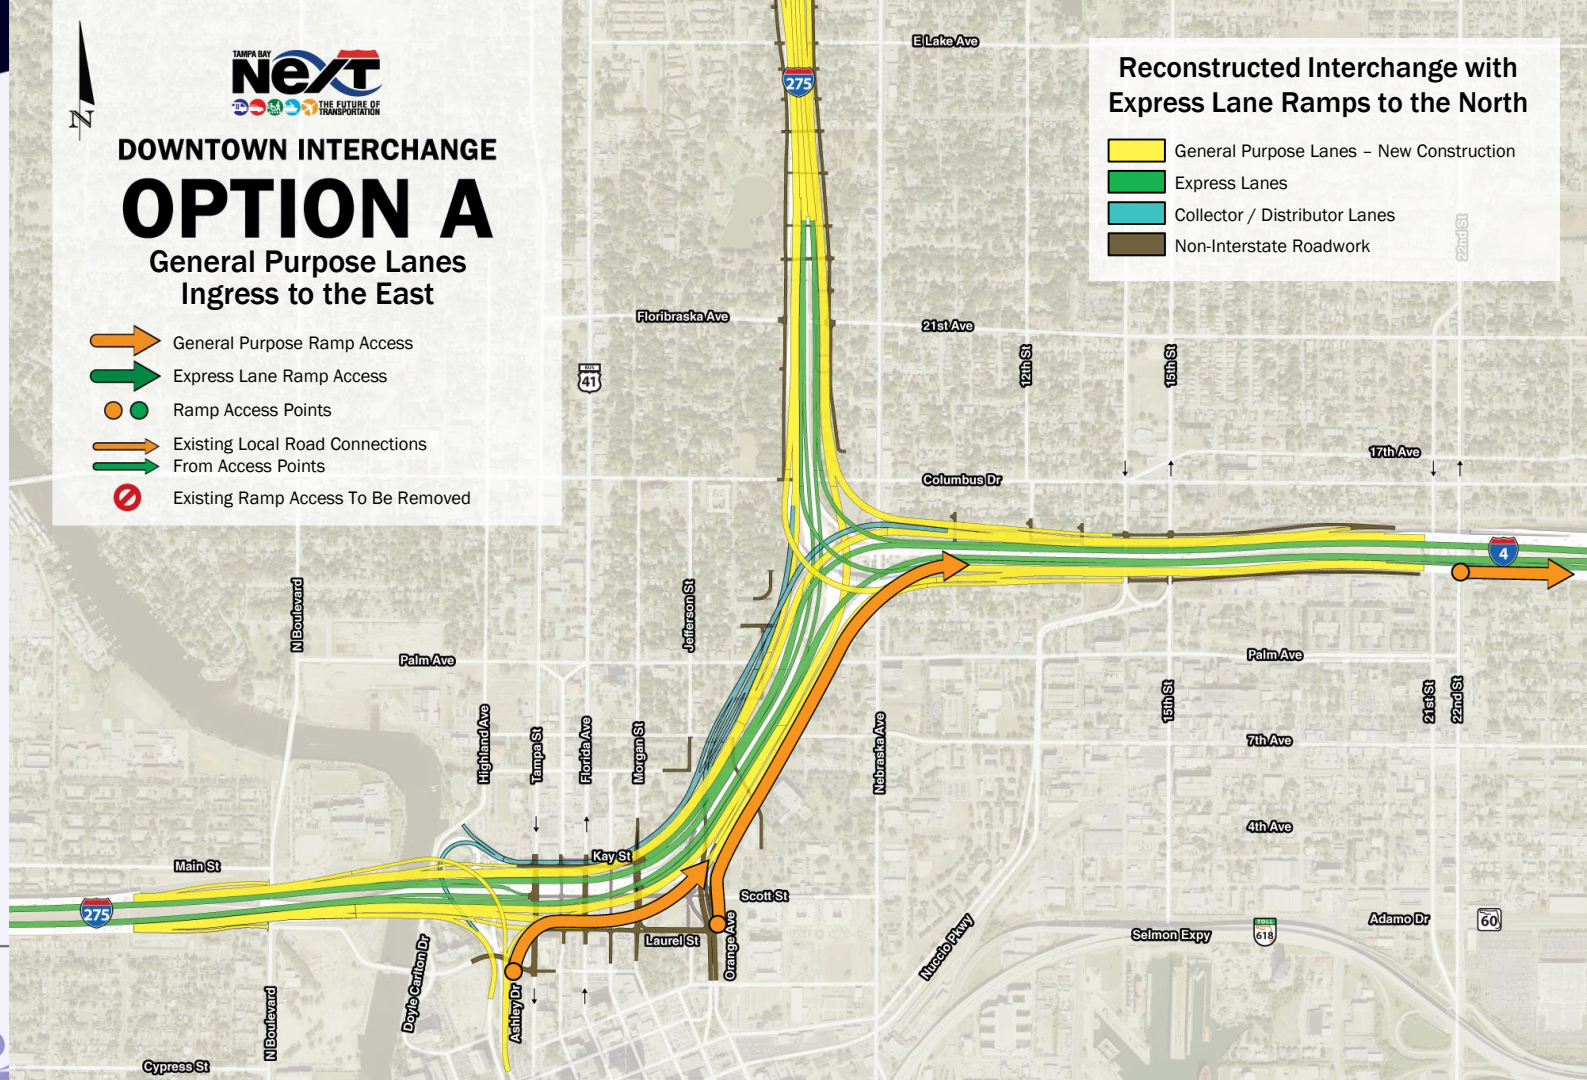 TAMPA BAY
NeXT
THE FUTURE OF
TRANSPORTATION
N
DOWNTOWN INTERCHANGE
OPTION A
General Purpose Lanes
Ingress to the East
General Purpose Ramp Access
Express Lane Ramp Access
Ramp Access Points
Existing Local Road Connections
From Access Points
Existing Ramp Access To Be Removed
Reconstructed Interchange with
Express Lane Ramps to the North
General Purpose Lanes – New Construction
Express Lanes
Collector / Distributor Lanes
Non-Interstate Roadwork
E Lake Ave
275
22nd St
Floribraska Ave
21st Ave
12th St
15th St
BUS
41
17th Ave
Columbus Dr
4
N Boulevard
Jefferson St
Palm Ave
Palm Ave
15th St
21st St
22nd St
Highland Ave
Tampa St
Florida Ave
Morgan St
Nebraska Ave
7th Ave
4th Ave
Kay St
Main St
Scott St
275
Laurel St
Orange Ave
Doyle Carlton Dr
Ashley Dr
N Boulevard
Nuccio Pkwy
Selmon Expy
TOLL
618
Adamo Dr
60
Cypress St